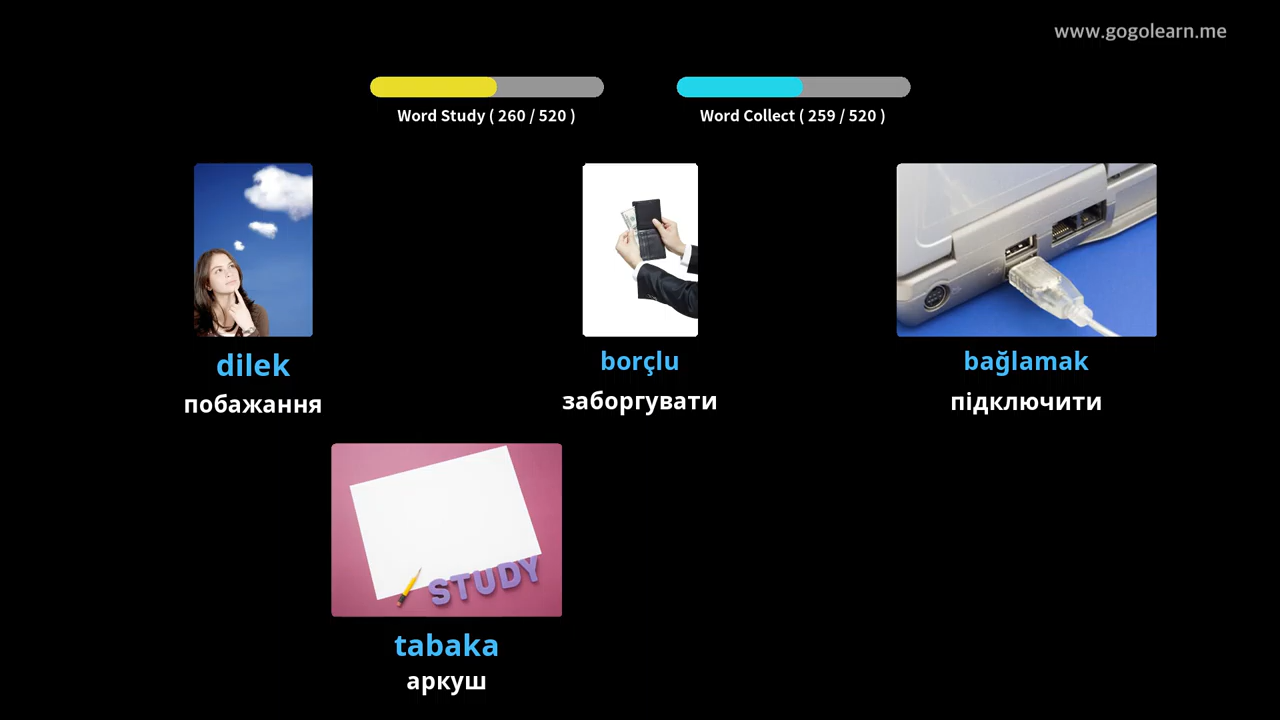 www.gogolearn.me
Word Study ( 260 / 520 )
Word Collect ( 259 / 520 )
dilek
побажання
borçlu
заборгувати
bağlamak
підключити
STUDY
tabaka
аркуш